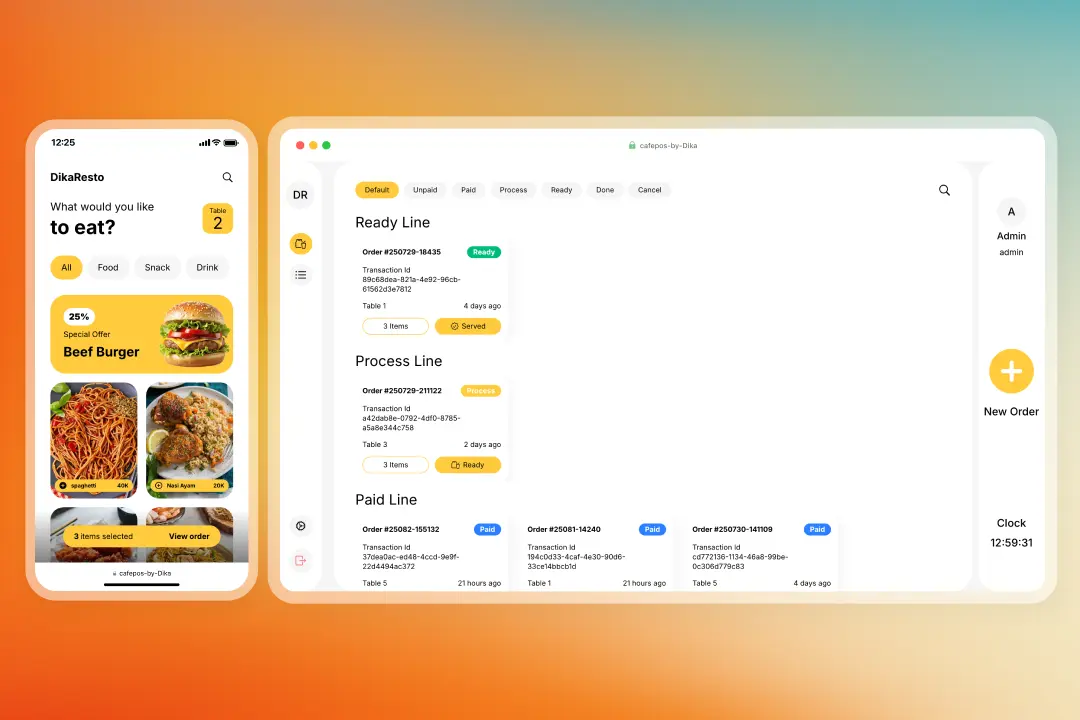 12:25
DikaResto
What would you like
to eat?
Table
2
All
Food
Snack
Drink
25%
Special Offer
Beef Burger
spaghetti
40K
Nasi Ayam
20K
3 items selected
View order
cafepos-by-Dika
cafepos-by-Dika
DR
Default
Unpaid
Paid
Process
Ready
Done
Cancel
Ready Line
Order #250729-18435
Ready
Transaction Id
89c68dea-821a-4e92-96cb-
61562d3e7812
Table 1
4 days ago
3 Items
Served
Process Line
Order #250729-211122
Process
Transaction Id
a42dab8e-0792-4df0-8785-
a5a8e344c758
Table 3
2 days ago
3 Items
Ready
Paid Line
Order #25082-155132
Paid
Transaction Id
37dea0ac-ed48-4ccd-9e9f-
22d4494ac372
Table 5
21 hours ago
Order #25081-14240
Paid
Transaction Id
194c0d33-4caf-4e30-90d6-
33ce14bbcb1d
Table 1
21 hours ago
Order #250730-141109
Paid
Transaction Id
cd772136-1134-46a8-99be-
0c306d779c83
Table 5
4 days ago
A
Admin
admin
New Order
Clock
12:59:31